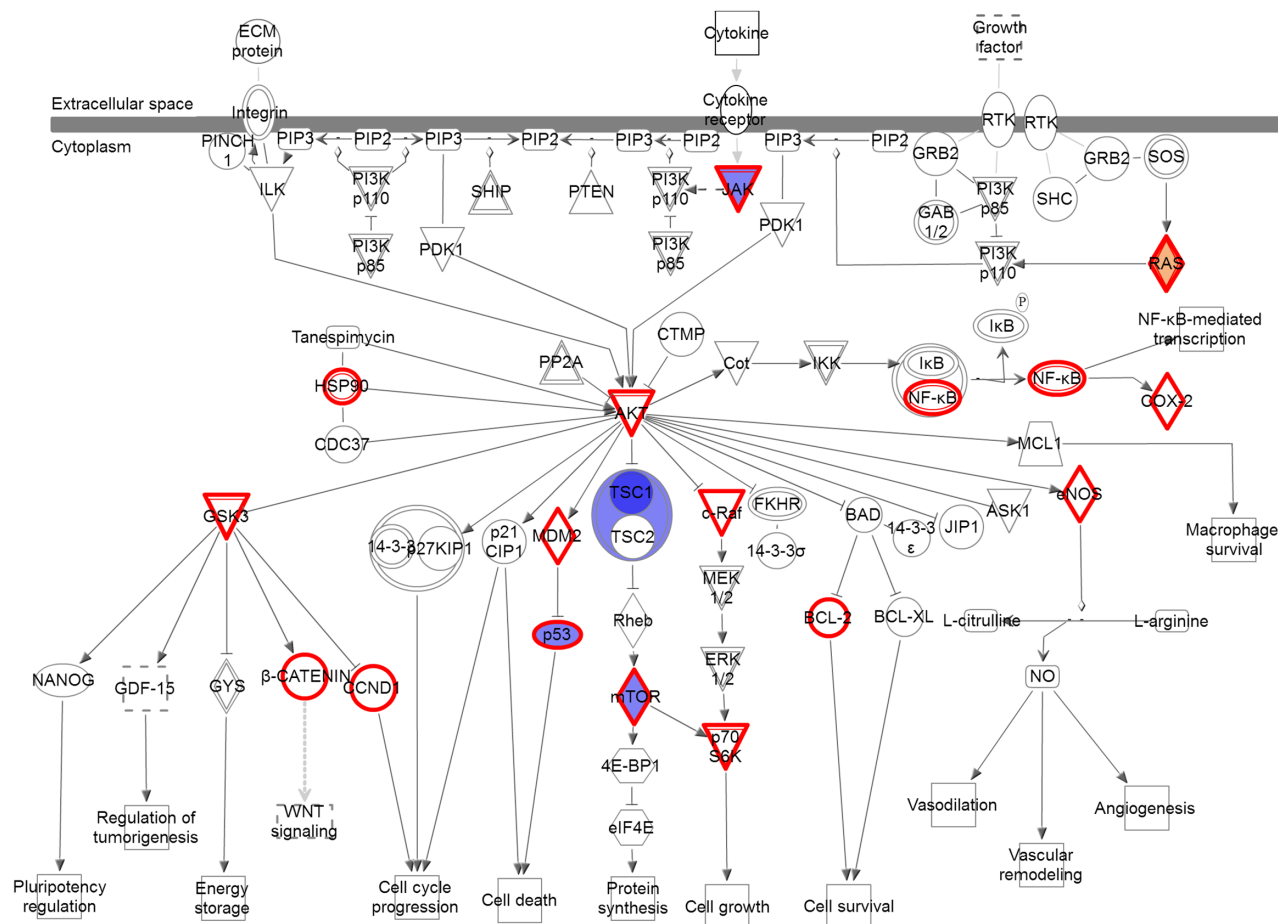 ECM
protein
Cytokine
Growth
factor
Extracellular space
Integrin
Cytokine
receptor
RTK
RTK
Cytoplasm
PINCH
1
PIP3
PIP2
PIP3
PIP2
PIP3
PIP2
PIP3
PIP2
GRB2
GRB2
SOS
ILK
PI3K
p110
SHIP
PTEN
PI3K
p110
JAK
PI3K
p85
SHC
GAB
1/2
PDK1
PDK1
PI3K
p85
PI3K
p85
PI3K
p110
RAS
P
IκB
NF-κB-mediated
transcription
Tanespimycin
CTMP
PP2A
Cot
IKK
IκB
HSP90
NF-κB
NF-κB
COX-2
AKT
CDC37
MCL1
GSK3
TSC1
c-Raf
FKHR
BAD
ASK1
eNOS
14-3-3
p27KIP1
p21
CIP1
MDM2
TSC2
14-3-3σ
14-3-3
ε
JIP1
Macrophage
survival
MEK
1/2
Rheb
p53
BCL-2
BCL-XL
L-citrulline
L-arginine
ERK
1/2
NANOG
GDF-15
GYS
β-CATENIN
CCND1
mTOR
NO
p70
S6K
4E-BP1
Regulation of
tumorigenesis
WNT
signaling
eIF4E
Vasodilation
Angiogenesis
Vascular
remodeling
Pluripotency
regulation
Energy
storage
Cell cycle
progression
Cell death
Protein
synthesis
Cell growth
Cell survival